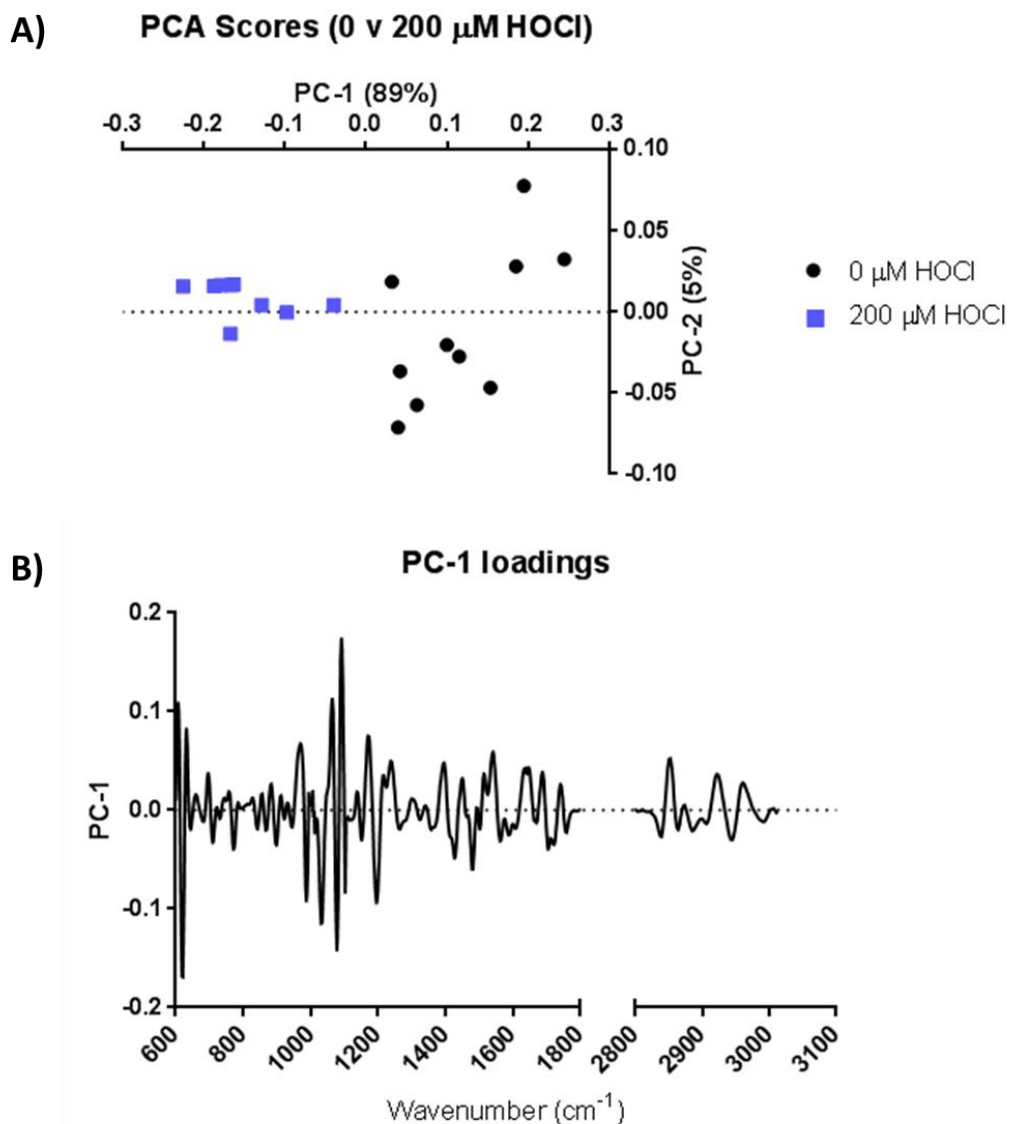 A)
PCA Scores (0 v 200 μM HOCl)
PC-1 (89%)
-0.3 -0.2 -0.1 0.0 0.1 0.2 0.3
0.10
0.05
0.00
-0.05
-0.10
PC-2 (5%)
0 μM HOCl
200 μM HOCl
B)
PC-1 loadings
0.2
0.1
0.0
-0.1
-0.2
PC-1
600 800 1000 1200 1400 1600 1800 2800 2900 3000 3100
Wavenumber (cm⁻¹)